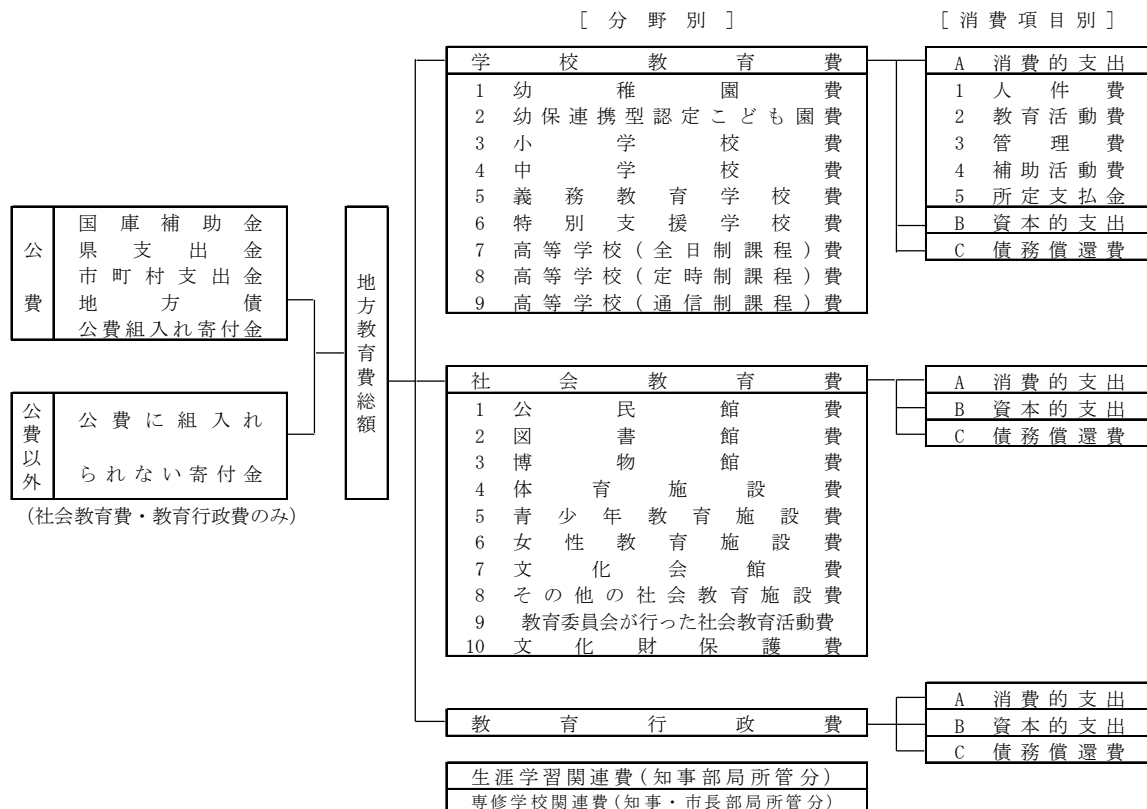 [ 分 野 別 ]
[ 消 費 項 目 別 ]
公 費
国 庫 補 助 金
県 支 出 金
市 町 村 支 出 金
地 方 債
公費組入れ寄付金
公費以外
公 費 に 組 入 れ
られない寄付金
(社会教育費・教育行政費のみ)
地方教育費総額
学 校 教 育 費
1 幼 稚 園 費
2 幼保連携型認定こども園費
3 小 学 校 費
4 中 学 校 費
5 義 務 教 育 学 校 費
6 特 別 支 援 学 校 費
7 高等学校(全日制課程)費
8 高等学校(定時制課程)費
9 高等学校(通信制課程)費
A 消 費 的 支 出
1 人 件 費
2 教 育 活 動 費
3 管 理 費
4 補 助 活 動 費
5 所 定 支 払 金
B 資 本 的 支 出
C 債 務 償 還 費
社 会 教 育 費
1 公 民 館 費
2 図 書 館 費
3 博 物 館 費
4 体 育 施 設 費
5 青 少 年 教 育 施 設 費
6 女 性 教 育 施 設 費
7 文 化 会 館 費
8 その他の社会教育施設費
9 教育委員会が行った社会教育活動費
10 文 化 財 保 護 費
A 消 費 的 支 出
B 資 本 的 支 出
C 債 務 償 還 費
教 育 行 政 費
A 消 費 的 支 出
B 資 本 的 支 出
C 債 務 償 還 費
生涯学習関連費(知事部局所管分)
専修学校関連費(知事・市長部局所管分)